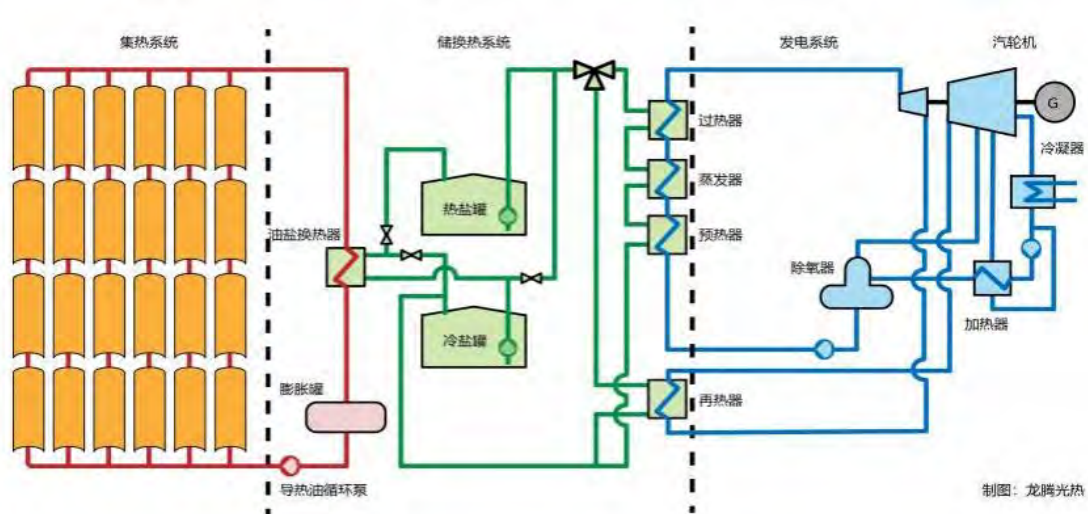 集热系统
储换热系统
发电系统
汽轮机
G
过热器
冷凝器
蒸发器
热盐罐
油盐换热器
预热器
除氧器
加热器
冷盐罐
膨胀罐
再热器
导热油循环泵
制图：龙腾光热